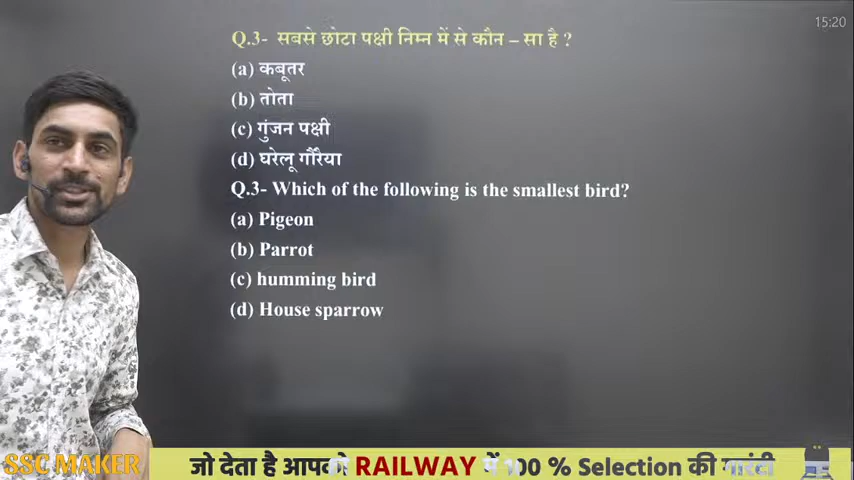 15:20
Q.3- सबसे छोटा पक्षी निम्न में से कौन – सा है ?
(a) कबूतर
(b) तोता
(c) गुंजन पक्षी
(d) घरेलू गौरैया
Q.3- Which of the following is the smallest bird?
(a) Pigeon
(b) Parrot
(c) humming bird
(d) House sparrow
SSC MAKER जो देता है आपको RAILWAY में 100 % Selection की गारंटी